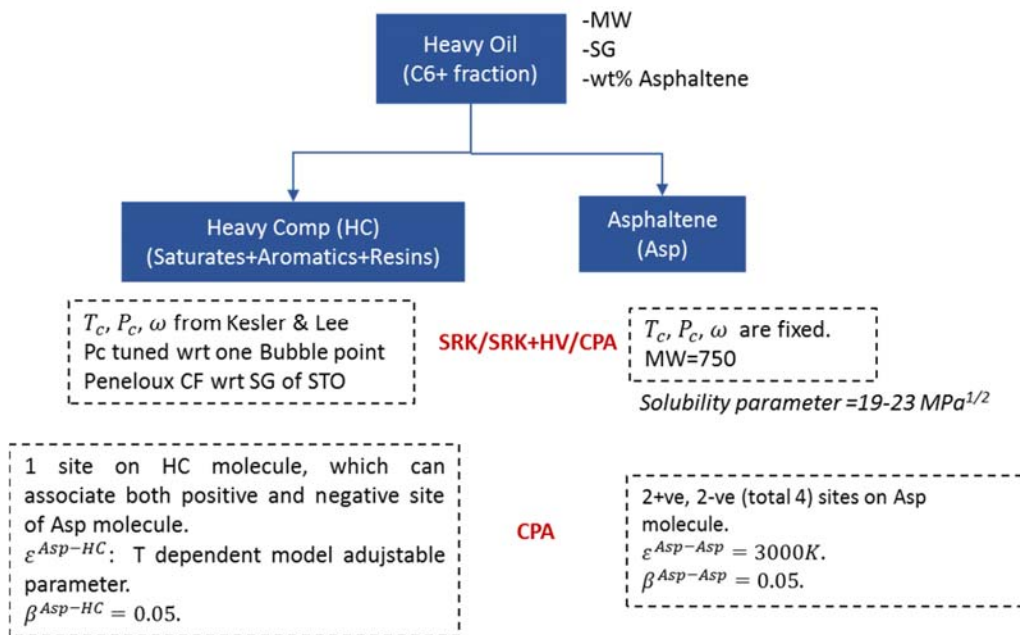 Heavy Oil
(C6+ fraction)
-MW
-SG
-wt% Asphaltene
Heavy Comp (HC)
(Saturates+Aromatics+Resins)
Asphaltene
(Asp)
T_c, P_c, ω from Kesler & Lee
Pc tuned wrt one Bubble point
Peneloux CF wrt SG of STO
SRK/SRK+HV/CPA
T_c, P_c, ω are fixed.
MW=750
Solubility parameter =19-23 MPa^{1/2}
1 site on HC molecule, which can
associate both positive and negative site
of Asp molecule.
ε^{Asp−HC}: T dependent model adujstable
parameter.
β^{Asp−HC} = 0.05.
CPA
2+ve, 2-ve (total 4) sites on Asp
molecule.
ε^{Asp−Asp} = 3000K.
β^{Asp−Asp} = 0.05.